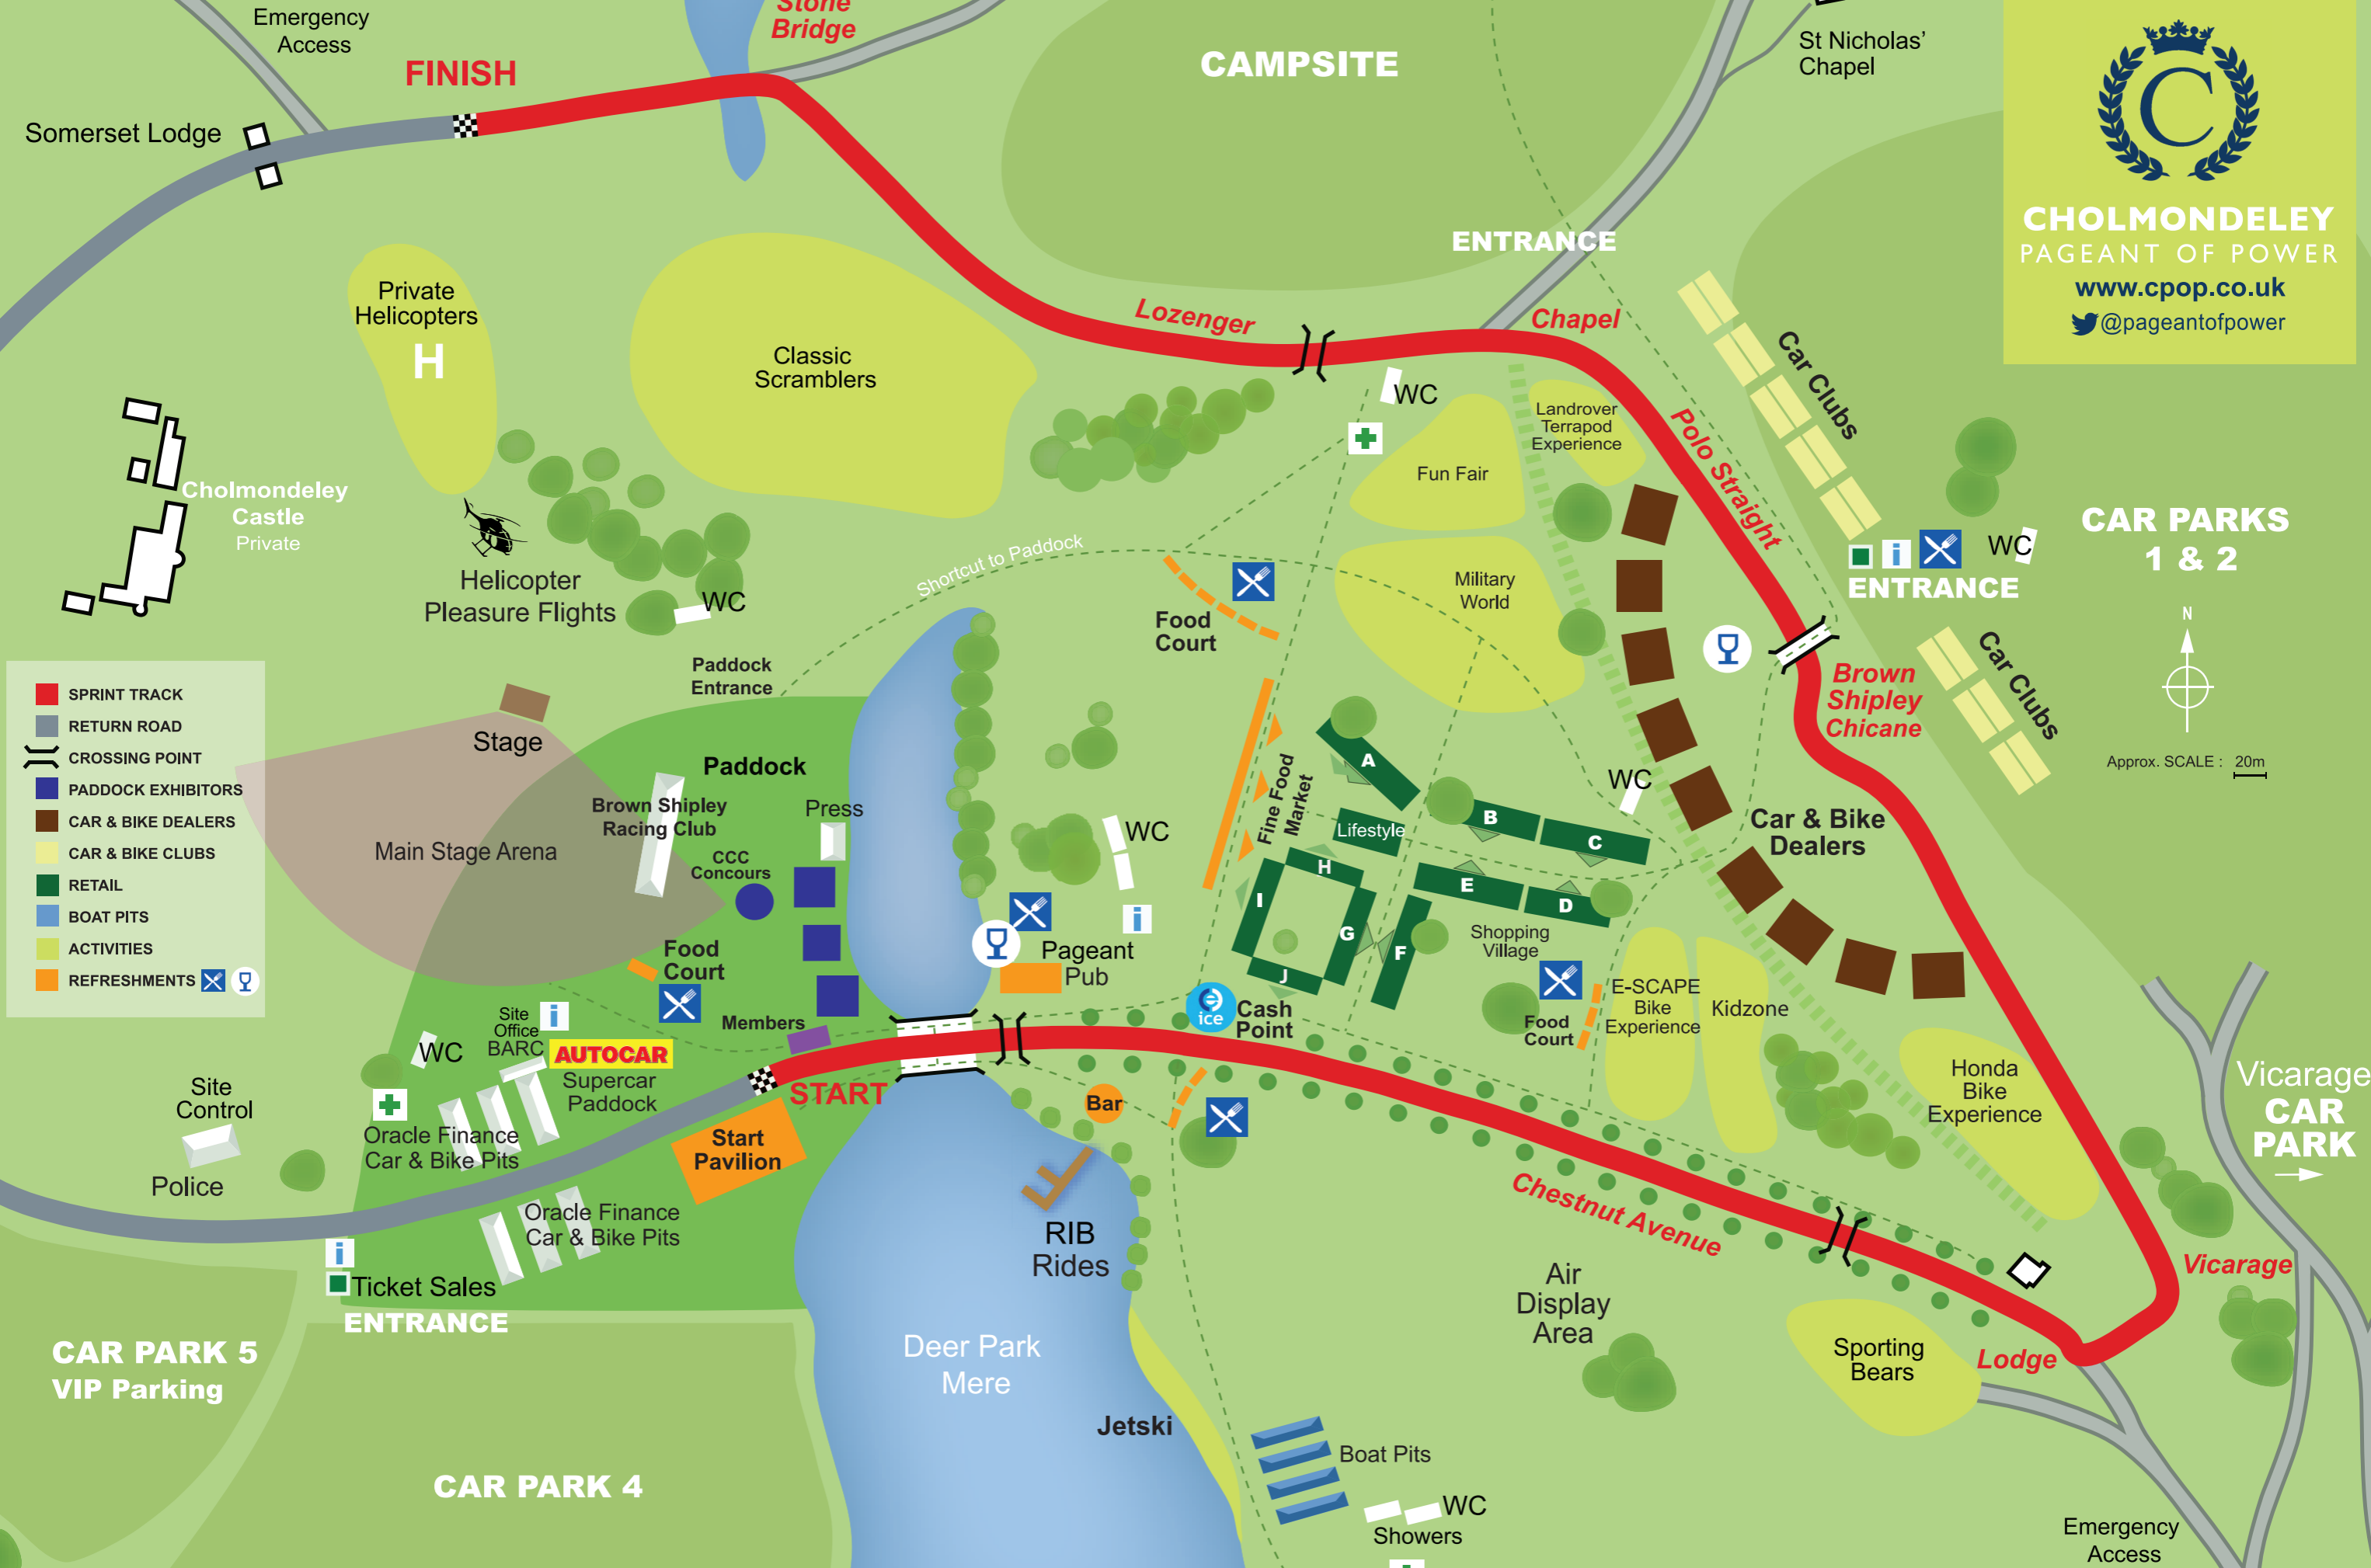 Emergency
Access
Stone
Bridge
FINISH
CAMPSITE
St Nicholas’
Chapel
C
CHOLMONDELEY
PAGEANT OF POWER
www.cpop.co.uk
@pageantofpower
Somerset Lodge
ENTRANCE
Private
Helicopters
H
Classic
Scramblers
Lozenger
Chapel
Polo Straight
Car Clubs
WC
Landrover
Terrapod
Experience
Fun Fair
Cholmondeley
Castle
Private
Helicopter
Pleasure Flights
WC
Shortcut to Paddock
Food
Court
Military
World
i
WC
ENTRANCE
CAR PARKS
1 & 2
N
Approx. SCALE : 20m
Brown
Shipley
Chicane
Car Clubs
SPRINT TRACK
RETURN ROAD
CROSSING POINT
PADDOCK EXHIBITORS
CAR & BIKE DEALERS
CAR & BIKE CLUBS
RETAIL
BOAT PITS
ACTIVITIES
REFRESHMENTS
Paddock
Entrance
Stage
Paddock
Main Stage Arena
Brown Shipley
Racing Club
Press
CCC
Concours
Food
Court
Members
Site
Office
BARC
i
AUTOCAR
Supercar
Paddock
WC
Site
Control
Police
Oracle Finance
Car & Bike Pits
START
Start
Pavilion
Oracle Finance
Car & Bike Pits
i
Ticket Sales
ENTRANCE
CAR PARK 5
VIP Parking
CAR PARK 4
WC
i
Pageant
Pub
Fine Food
Market
A
Lifestyle
B
C
H
E
D
I
G
F
J
Shopping
Village
WC
Car & Bike
Dealers
e
ice
Cash
Point
Food
Court
E-SCAPE
Bike
Experience
Kidzone
Honda
Bike
Experience
Vicarage
CAR
PARK
Bar
RIB
Rides
Chestnut Avenue
Air
Display
Area
Vicarage
Sporting
Bears
Lodge
Deer Park
Mere
Jetski
Boat Pits
WC
Showers
Emergency
Access